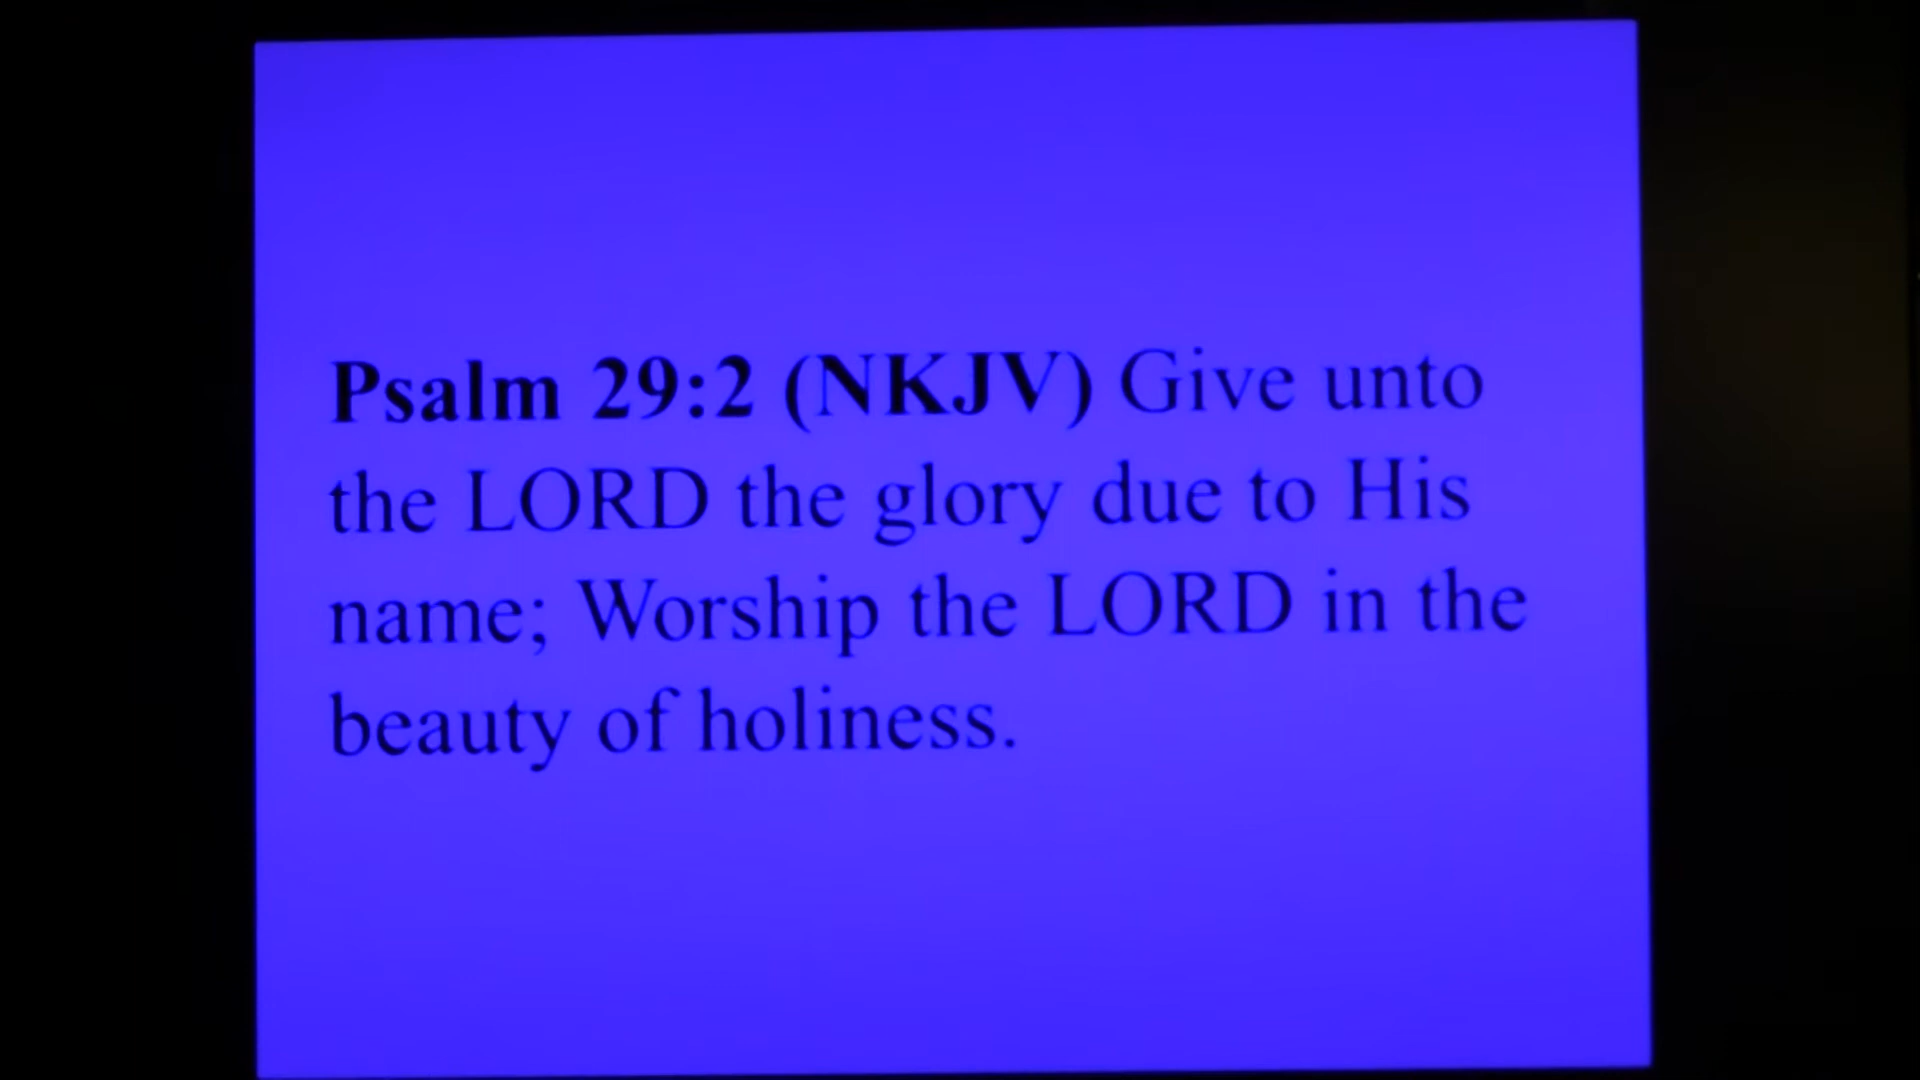 Psalm 29:2 (NKJV) Give unto
the LORD the glory due to His
name; Worship the LORD in the
beauty of holiness.